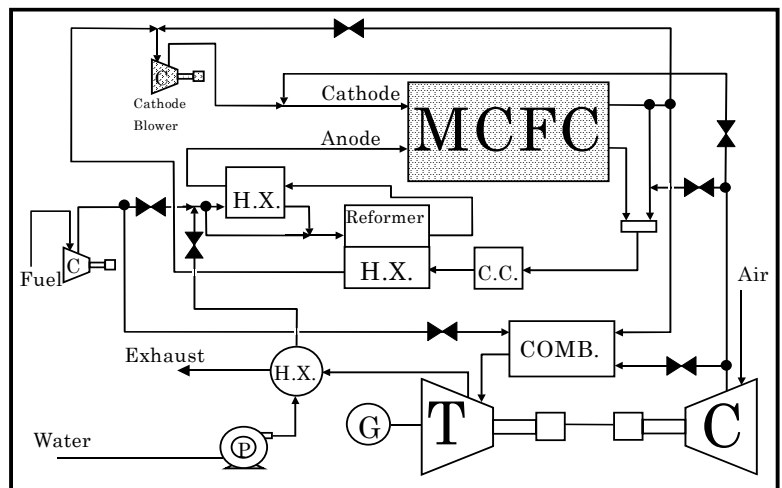 C
Cathode
Blower
Cathode
MCFC
Anode
H.X.
Reformer
C
Fuel
H.X.
C.C.
Air
COMB.
Exhaust
H.X.
G
T
C
Water
P